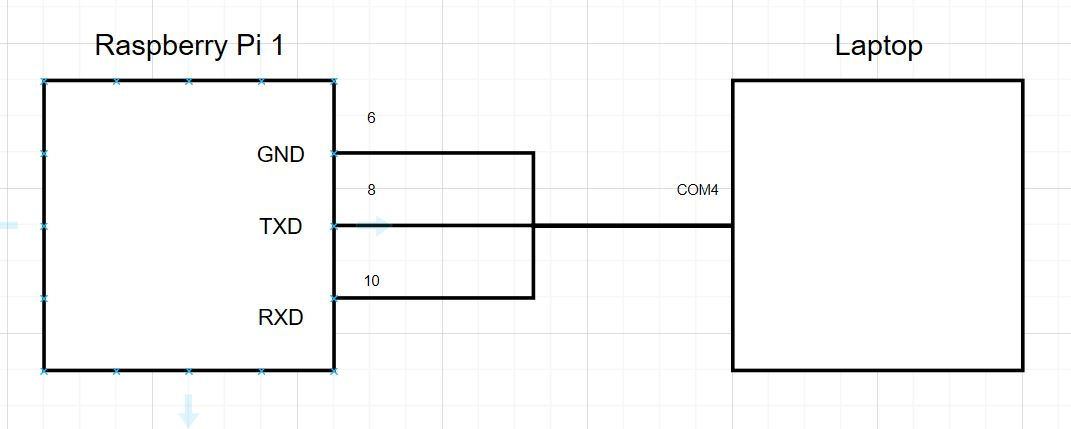 Raspberry Pi 1
Laptop
6
GND
8
COM4
TXD
10
RXD